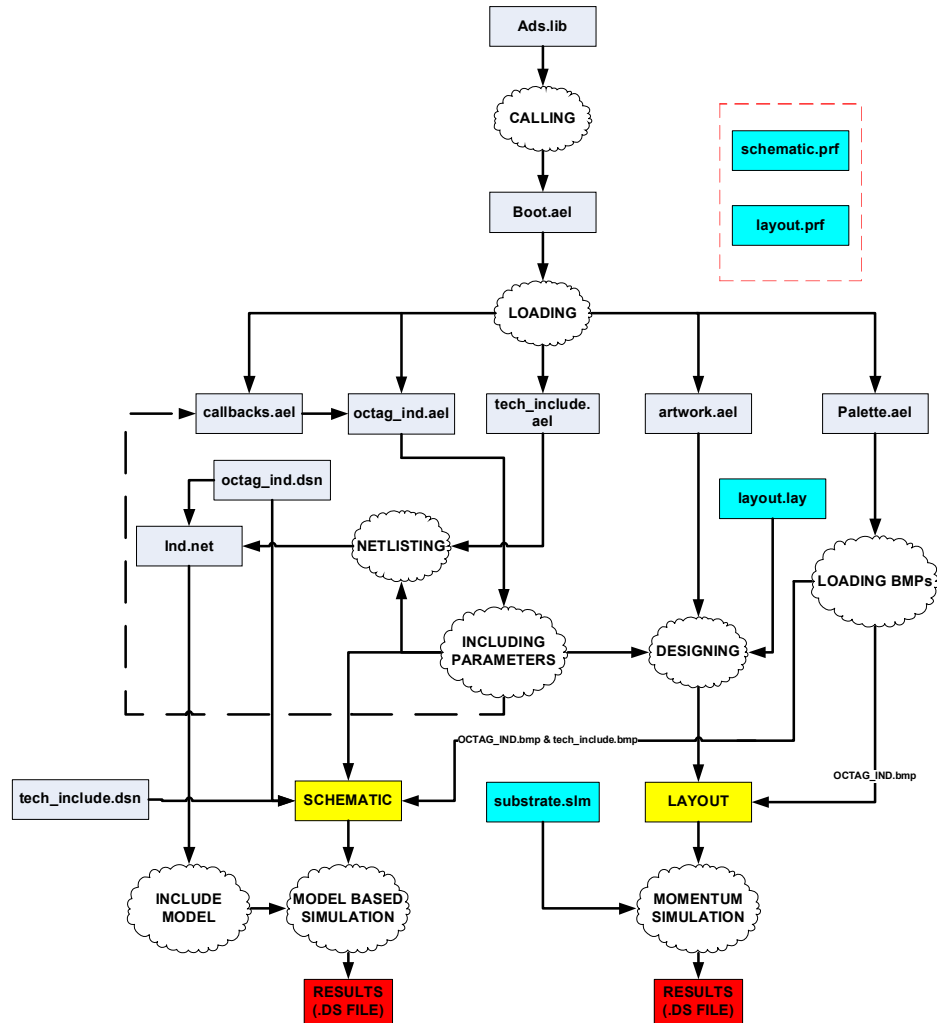 Ads.lib
CALLING
schematic.prf
Boot.ael
layout.prf
LOADING
callbacks.ael
octag_ind.ael
tech_include.
ael
artwork.ael
Palette.ael
octag_ind.dsn
layout.lay
Ind.net
NETLISTING
LOADING BMPs
INCLUDING
PARAMETERS
DESIGNING
OCTAG_IND.bmp & tech_include.bmp
OCTAG_IND.bmp
tech_include.dsn
SCHEMATIC
substrate.slm
LAYOUT
INCLUDE
MODEL
MODEL BASED
SIMULATION
MOMENTUM
SIMULATION
RESULTS
(.DS FILE)
RESULTS
(.DS FILE)